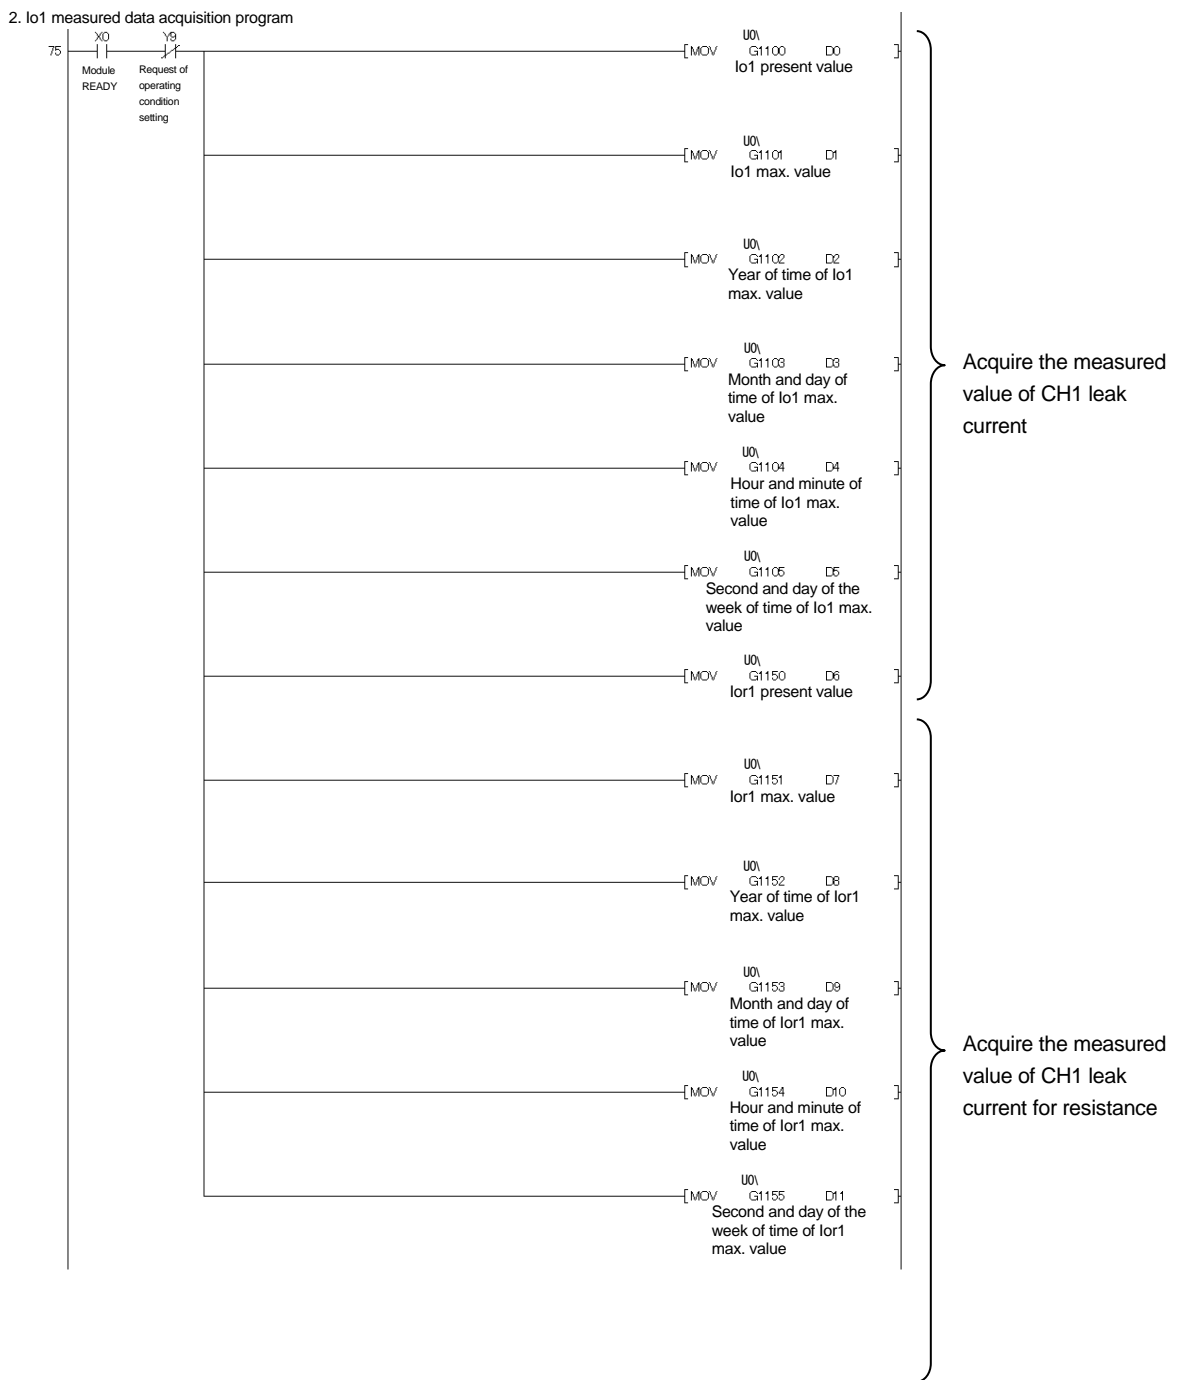 2. Io1 measured data acquisition program
75
X0
Y9
Module
READY
Request of
operating
condition
setting
U0\
[MOV G1100 D0 ]
Io1 present value
U0\
[MOV G1101 D1 ]
Io1 max. value
U0\
[MOV G1102 D2 ]
Year of time of Io1
max. value
U0\
[MOV G1103 D3 ]
Month and day of
time of Io1 max.
value
U0\
[MOV G1104 D4 ]
Hour and minute of
time of Io1 max.
value
U0\
[MOV G1105 D5 ]
Second and day of the
week of time of Io1 max.
value
U0\
[MOV G1150 D6 ]
Ior1 present value
Acquire the measured
value of CH1 leak
current
U0\
[MOV G1151 D7 ]
Ior1 max. value
U0\
[MOV G1152 D8 ]
Year of time of Ior1
max. value
U0\
[MOV G1153 D9 ]
Month and day of
time of Ior1 max.
value
U0\
[MOV G1154 D10 ]
Hour and minute of
time of Ior1 max.
value
U0\
[MOV G1155 D11 ]
Second and day of the
week of time of Ior1
max. value
Acquire the measured
value of CH1 leak
current for resistance